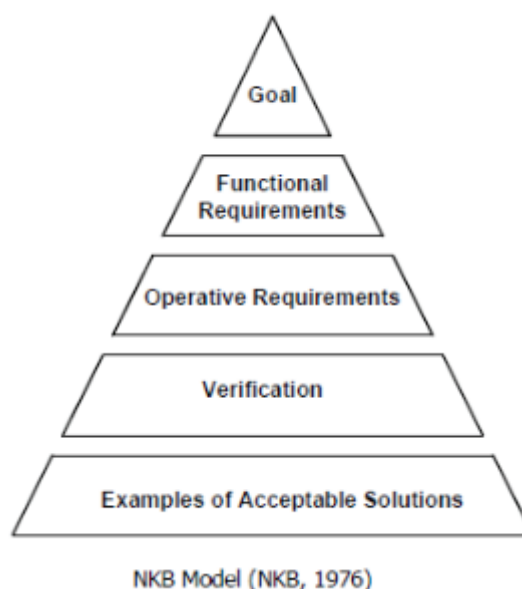 Goal
Functional
Requirements
Operative Requirements
Verification
Examples of Acceptable Solutions
NKB Model (NKB, 1976)